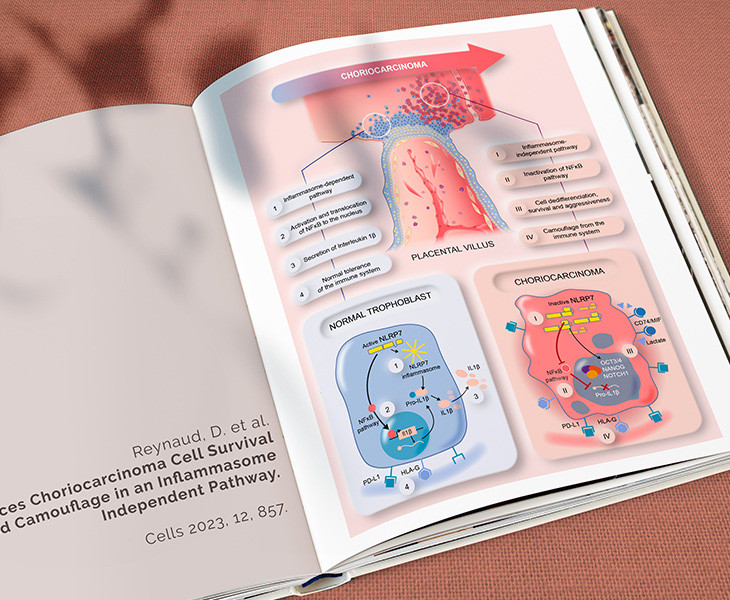 Reynaud, D. et al.
ces Choriocarcinoma Cell Survival
d Camouflage in an Inflammasome
Independent Pathway.
Cells 2023, 12, 857.
CHORIOCARCINOMA
1 Inflammasome-dependent
pathway
2 Activation and translocation
of NFκB to the nucleus
3 Secretion of Interleukin 1β
4 Normal tolerance
of the immune system
I Inflammasome-
independent pathway
II Inactivation of NFκB
pathway
III Cell dedifferenciation,
survival and aggressiveness
IV Camouflage from the
immune system
PLACENTAL VILLUS
NORMAL TROPHOBLAST
Active NLRP7
1
NLRP7
inflammasome
Pro-IL1β
IL1β
IL1β
3
NFκB
pathway
2
Il1β
PD-L1
HLA-G
4
CHORIOCARCINOMA
Inactive NLRP7
I
CD74/MIF
Lactate
III
OCT3/4
NANOG
NOTCH1
NFκB
pathway
II
Pro-IL1β
PD-L1
HLA-G
IV